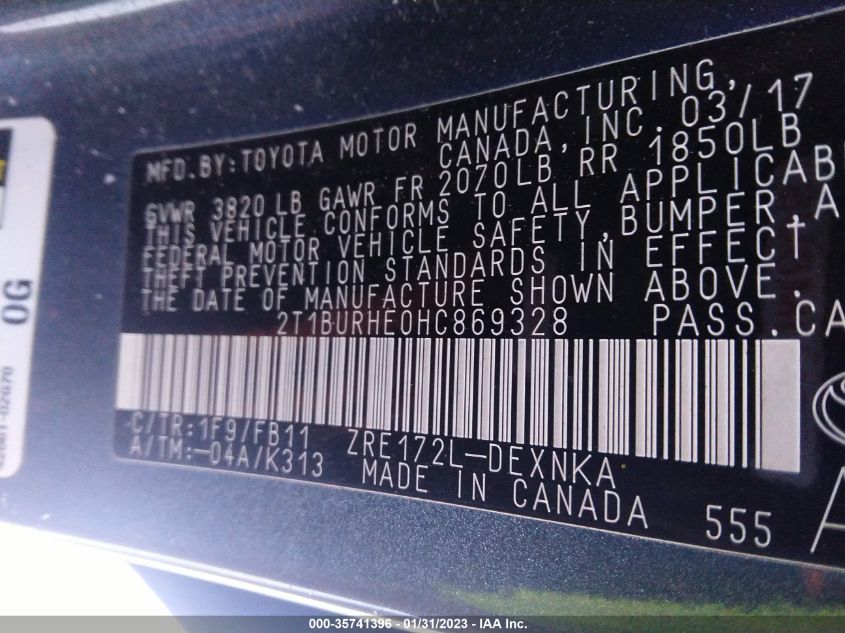 MFD.BY:TOYOTA MOTOR MANUFACTURING,
CANADA,INC. 03/17
GVWR 3820 LB GAWR FR 2070LB RR 1850LB
THIS VEHICLE CONFORMS TO ALL APPLICAB
FEDERAL MOTOR VEHICLE SAFETY,BUMPER,A
THEFT PREVENTION STANDARDS IN EFFECT
THE DATE OF MANUFACTURE SHOWN ABOVE.
2T1BURHE0HC869328 PASS.CA
C/TR:1F9/FB11
A/TM:-04A/K313
ZRE172L-DEXNKA
MADE IN CANADA
555
OG
000-35741396 - 01/31/2023 - IAA Inc.